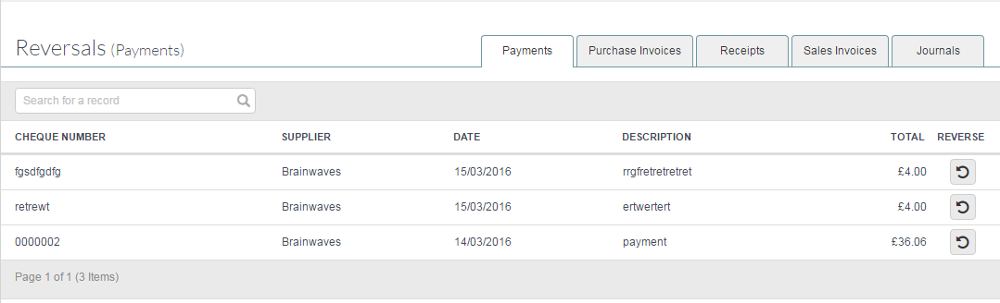 Reversals (Payments)
Payments Purchase Invoices Receipts Sales Invoices Journals
Search for a record
CHEQUE NUMBER SUPPLIER DATE DESCRIPTION TOTAL REVERSE
fgsdfgdfg Brainwaves 15/03/2016 rrgfretretretret £4.00
retrewt Brainwaves 15/03/2016 ertwertert £4.00
0000002 Brainwaves 14/03/2016 payment £36.06
Page 1 of 1 (3 Items)